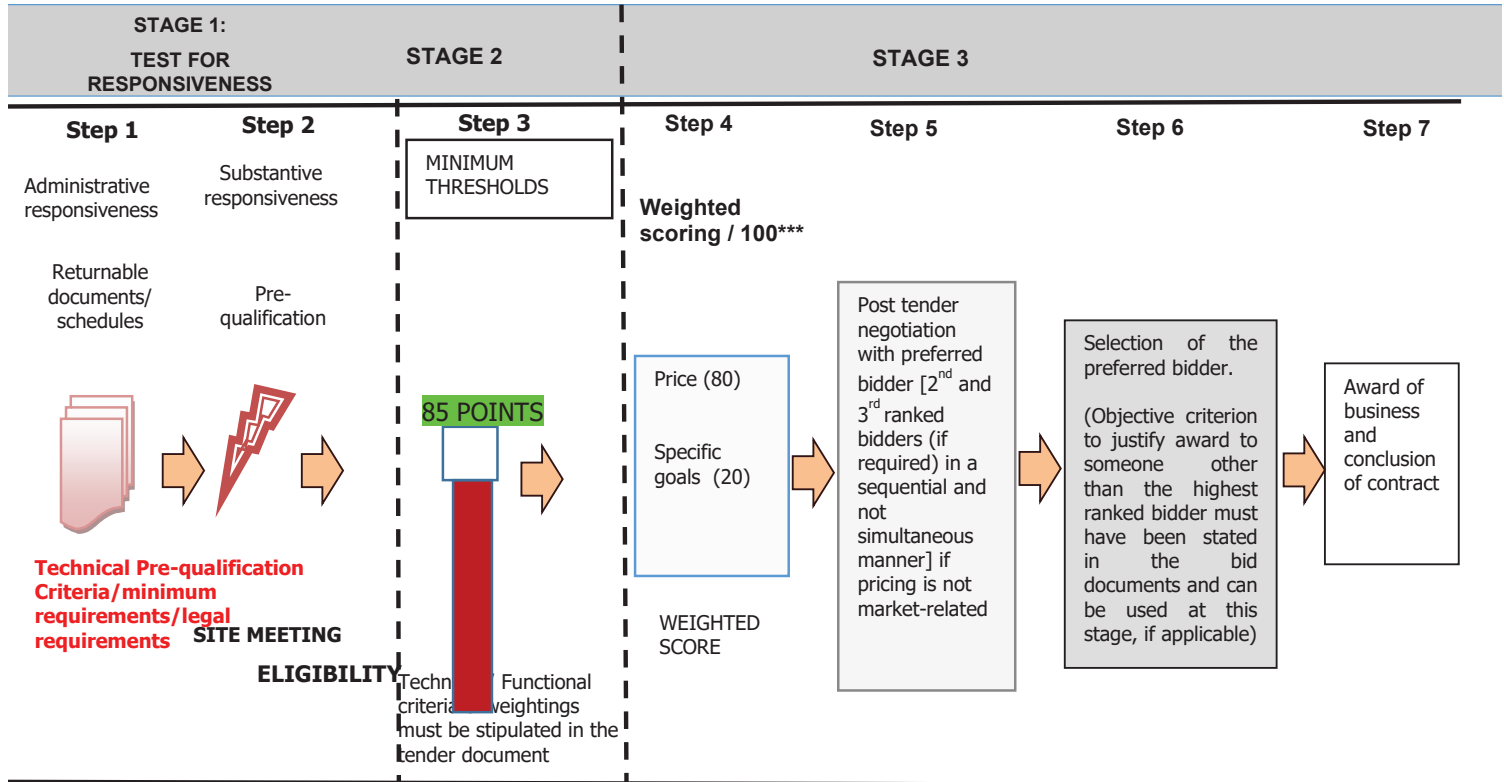 STAGE 1:
TEST FOR
RESPONSIVENESS
STAGE 2
STAGE 3
Step 1
Step 2
Step 3
Step 4
Step 5
Step 6
Step 7
Administrative
responsiveness
Returnable
documents/
schedules
Substantive
responsiveness
Pre-
qualification
Technical Pre-qualification
Criteria/minimum
requirements/legal
requirements
SITE MEETING
ELIGIBILITY
MINIMUM
THRESHOLDS
85 POINTS
Functional
criteria weightings
must be stipulated in the
tender document
Weighted
scoring / 100***
Price (80)
Specific
goals (20)
WEIGHTED
SCORE
Post tender
negotiation
with preferred
bidder [2nd and
3rd ranked
bidders (if
required) in a
sequential and
not
simultaneous
manner] if
pricing is not
market-related
Selection of the
preferred bidder.
(Objective criterion
to justify award to
someone other
than the highest
ranked bidder must
have been stated
in the bid
documents and can
be used at this
stage, if applicable)
Award of
business
and
conclusion
of contract